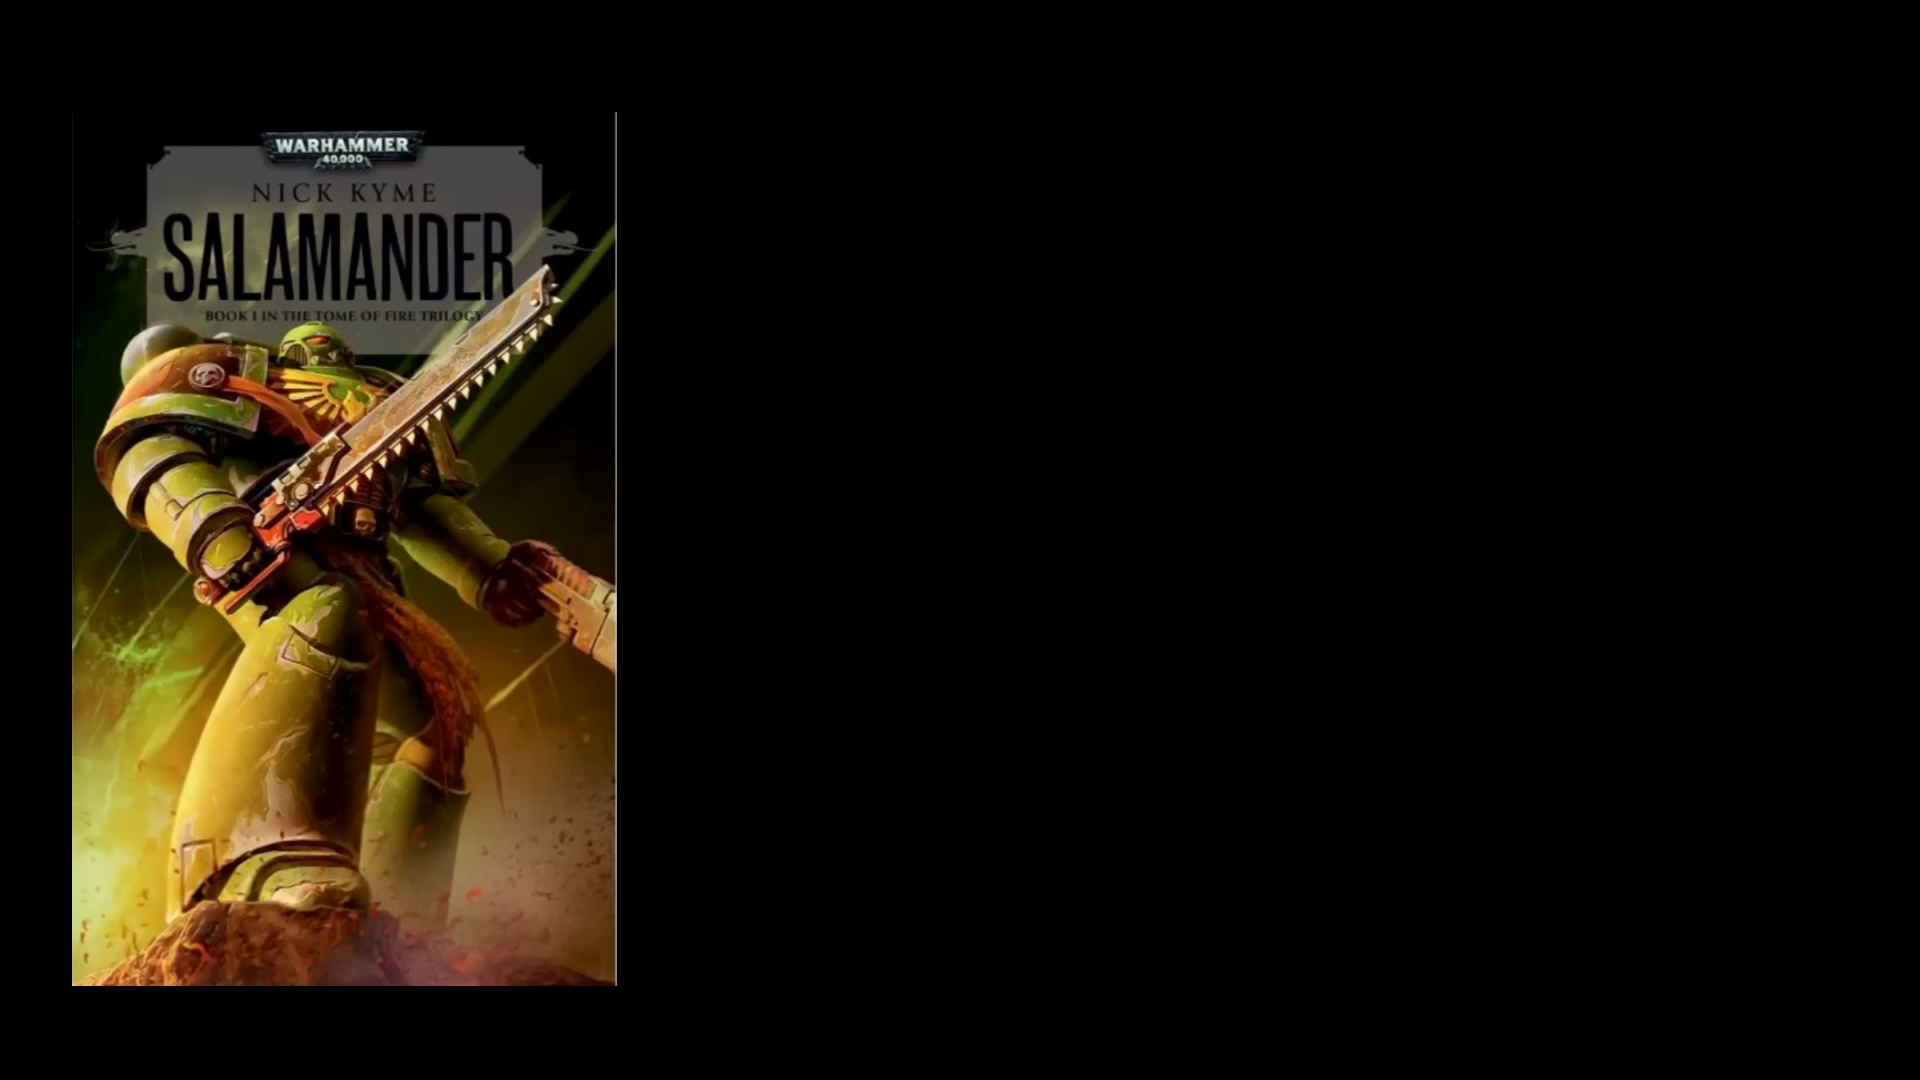 WARHAMMER
40,000
NICK KYME
SALAMANDER
BOOK I IN THE TOME OF FIRE TRILOGY